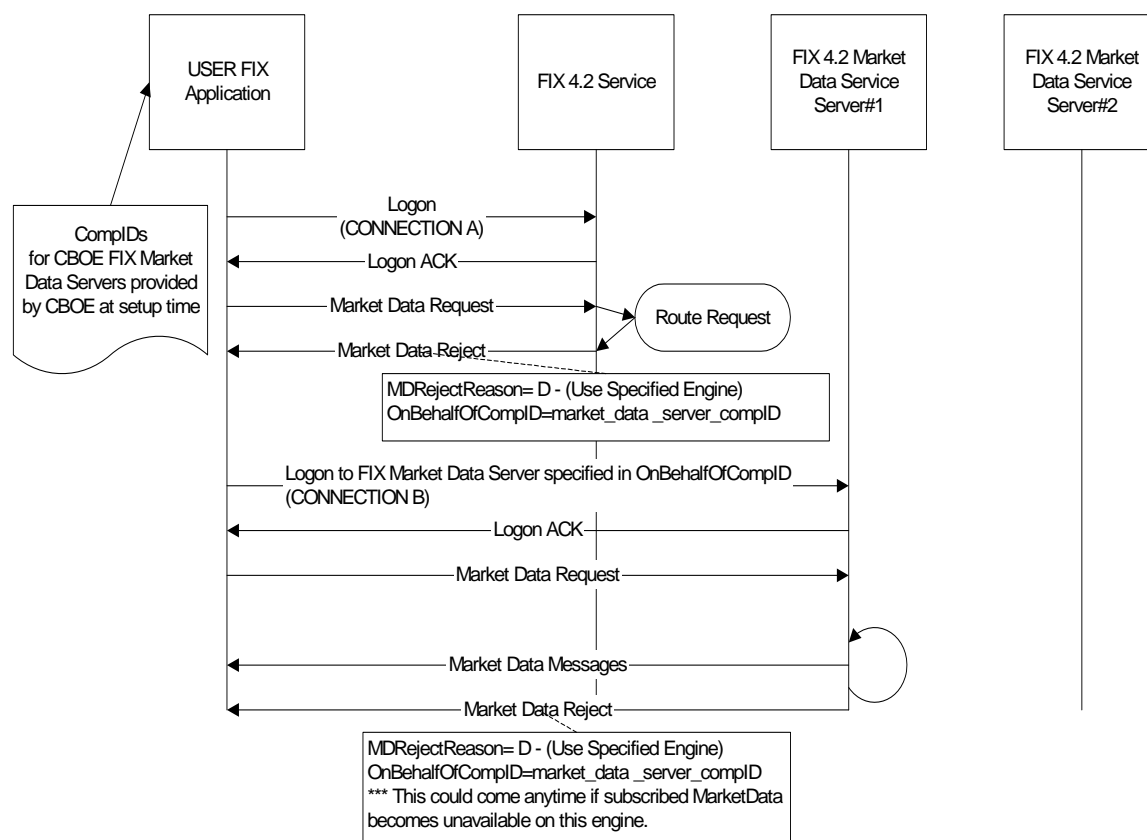 USER FIX
Application
FIX 4.2 Service
FIX 4.2 Market
Data Service
Server#1
FIX 4.2 Market
Data Service
Server#2
CompIDs
for CBOE FIX Market
Data Servers provided
by CBOE at setup time
Logon
(CONNECTION A)
Logon ACK
Market Data Request
Route Request
Market Data Reject
MDRejectReason= D - (Use Specified Engine)
OnBehalfOfCompID=market_data _server_compID
Logon to FIX Market Data Server specified in OnBehalfOfCompID
(CONNECTION B)
Logon ACK
Market Data Request
Market Data Messages
Market Data Reject
MDRejectReason= D - (Use Specified Engine)
OnBehalfOfCompID=market_data _server_compID
*** This could come anytime if subscribed MarketData
becomes unavailable on this engine.